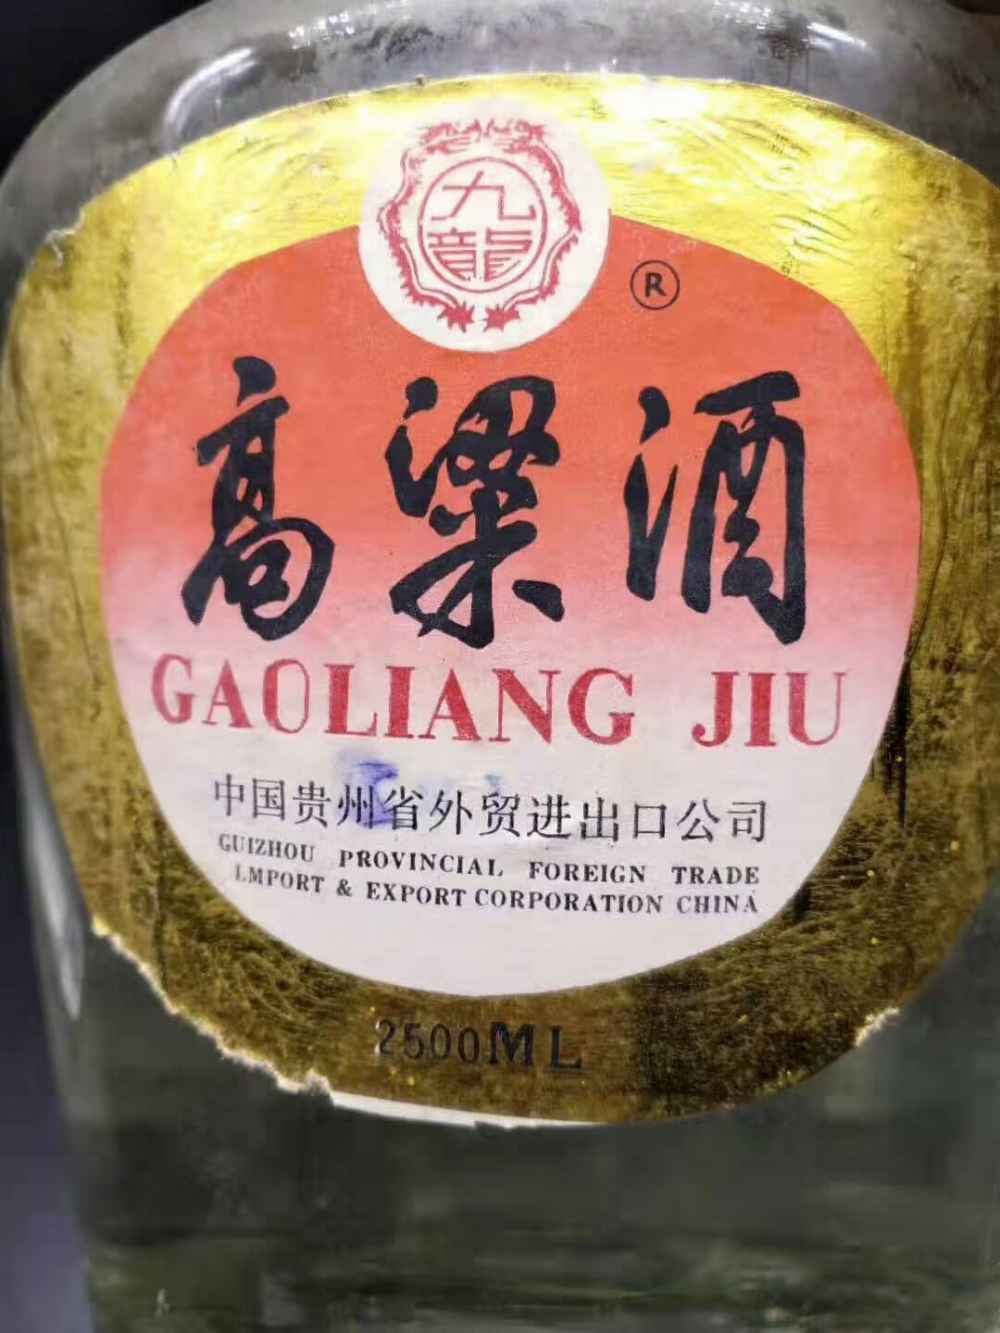 九龍
®
高粱酒
GAOLIANG JIU
中国贵州省外贸进出口公司
GUIZHOU PROVINCIAL FOREIGN TRADE
I.MPORT & EXPORT CORPORATION CHINA
2500ML